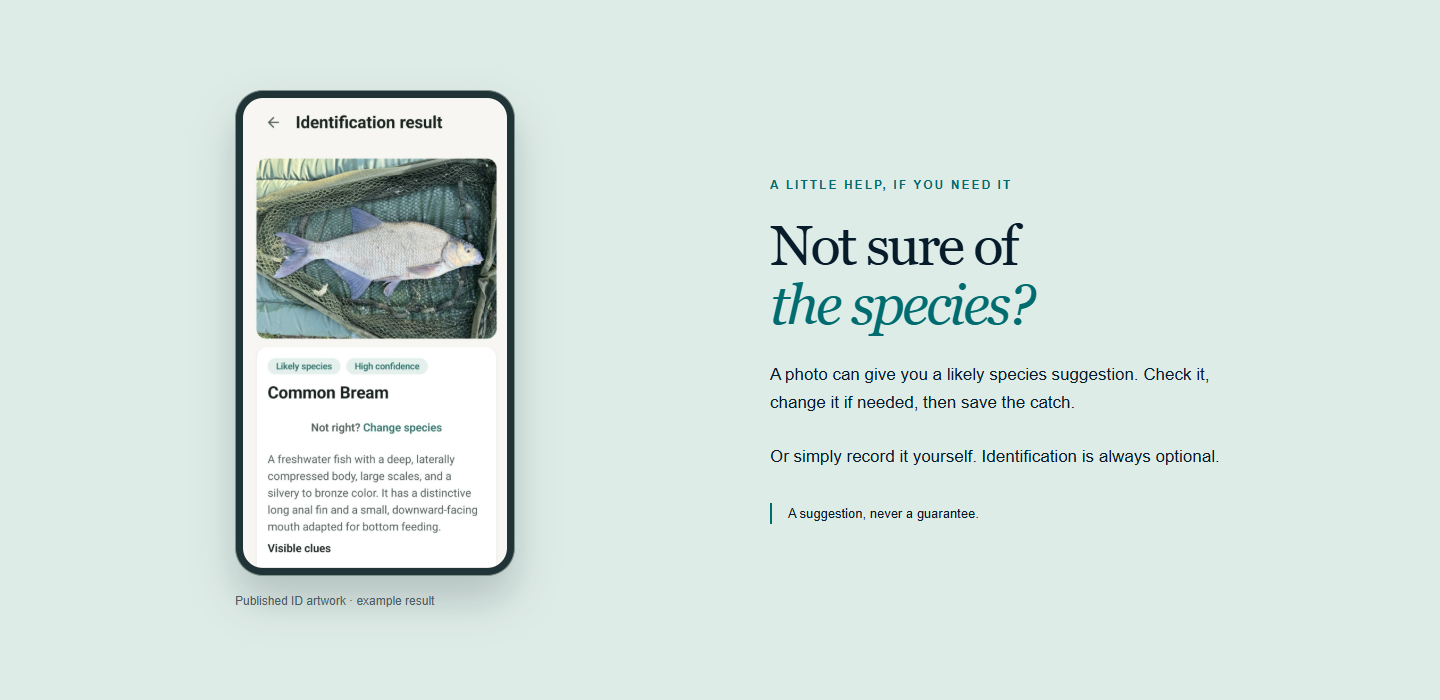 Identification result
Likely species
High confidence
Common Bream
Not right? Change species
A freshwater fish with a deep, laterally
compressed body, large scales, and a
silvery to bronze color. It has a distinctive
long anal fin and a small, downward-facing
mouth adapted for bottom feeding.
Visible clues
Published ID artwork · example result
A LITTLE HELP, IF YOU NEED IT
Not sure of
the species?
A photo can give you a likely species suggestion. Check it,
change it if needed, then save the catch.
Or simply record it yourself. Identification is always optional.
A suggestion, never a guarantee.